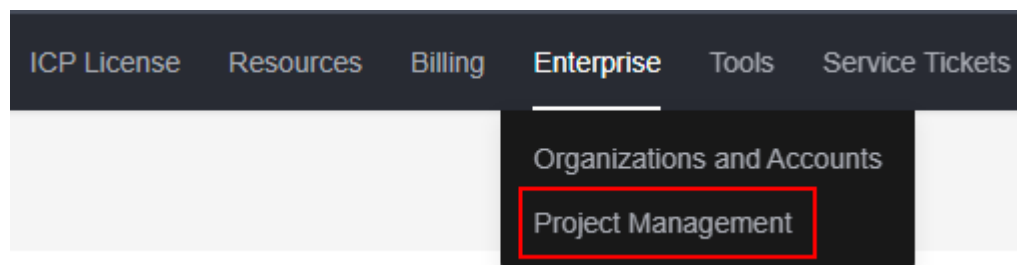 ICP License Resources Billing Enterprise Tools Service Tickets
Organizations and Accounts
Project Management